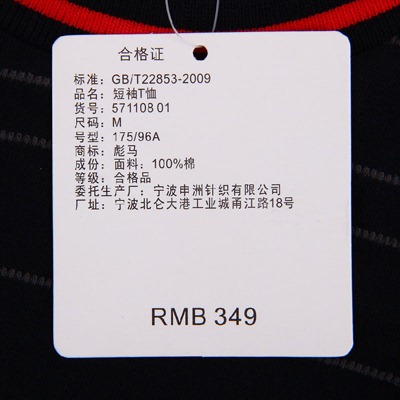 合格证
标准：GB/T22853-2009
品名：短袖T恤
货号：571108 01
尺码：M
号型：175/96A
商标：彪马
成份：面料：100%棉
等级：合格品
委托生产厂：宁波申洲针织有限公司
厂址：宁波北仑大港工业城甬江路18号
RMB 349